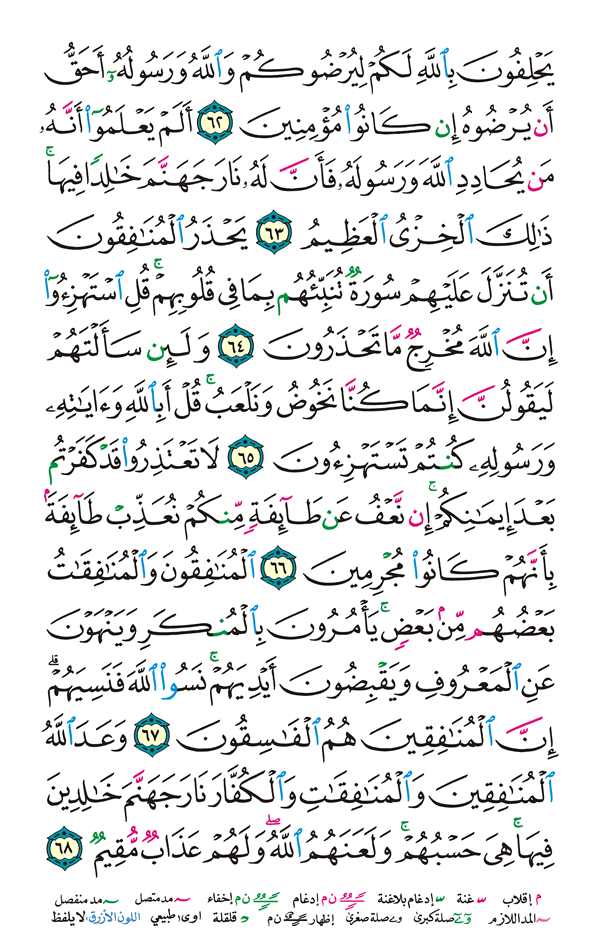 يَحْلِفُونَ بِٱللَّهِ لَكُمْ لِيُرْضُوكُمْ وَٱللَّهُ وَرَسُولُهُۥٓ أَحَقُّ
أَن يُرْضُوهُ إِن كَانُوا۟ مُؤْمِنِينَ ٦٢ أَلَمْ يَعْلَمُوٓا۟ أَنَّهُۥ
مَن يُحَادِدِ ٱللَّهَ وَرَسُولَهُۥ فَأَنَّ لَهُۥ نَارَ جَهَنَّمَ خَٰلِدًا فِيهَا ۚ
ذَٰلِكَ ٱلْخِزْىُ ٱلْعَظِيمُ ٦٣ يَحْذَرُ ٱلْمُنَٰفِقُونَ
أَن تُنَزَّلَ عَلَيْهِمْ سُورَةٌ تُنَبِّئُهُم بِمَا فِى قُلُوبِهِمْ ۚ قُلِ ٱسْتَهْزِءُوٓا۟
إِنَّ ٱللَّهَ مُخْرِجٌ مَّا تَحْذَرُونَ ٦٤ وَلَئِن سَأَلْتَهُمْ
لَيَقُولُنَّ إِنَّمَا كُنَّا نَخُوضُ وَنَلْعَبُ ۚ قُلْ أَبِٱللَّهِ وَءَايَٰتِهِۦ
وَرَسُولِهِۦ كُنتُمْ تَسْتَهْزِءُونَ ٦٥ لَا تَعْتَذِرُوا۟ قَدْ كَفَرْتُم
بَعْدَ إِيمَٰنِكُمْ ۚ إِن نَّعْفُ عَن طَآئِفَةٍ مِّنكُمْ نُعَذِّبْ طَآئِفَةًۢ
بِأَنَّهُمْ كَانُوا۟ مُجْرِمِينَ ٦٦ ٱلْمُنَٰفِقُونَ وَٱلْمُنَٰفِقَٰتُ
بَعْضُهُم مِّنۢ بَعْضٍ ۚ يَأْمُرُونَ بِٱلْمُنكَرِ وَيَنْهَوْنَ
عَنِ ٱلْمَعْرُوفِ وَيَقْبِضُونَ أَيْدِيَهُمْ ۚ نَسُوا۟ ٱللَّهَ فَنَسِيَهُمْ ۗ
إِنَّ ٱلْمُنَٰفِقِينَ هُمُ ٱلْفَٰسِقُونَ ٦٧ وَعَدَ ٱللَّهُ
ٱلْمُنَٰفِقِينَ وَٱلْمُنَٰفِقَٰتِ وَٱلْكُفَّارَ نَارَ جَهَنَّمَ خَٰلِدِينَ
فِيهَا ۚ هِىَ حَسْبُهُمْ ۚ وَلَعَنَهُمُ ٱللَّهُ ۖ وَلَهُمْ عَذَابٌ مُّقِيمٌ ٦٨
م إقلاب غنة إدغام بلاغنة ن م إدغام ن م إخفاء مد متصل مد منفصل
المد اللازم صلة كبرى صلة صغرى إظهار ن م قلقلة اوى طبيعي اللون الأزرق: لا يلفظ